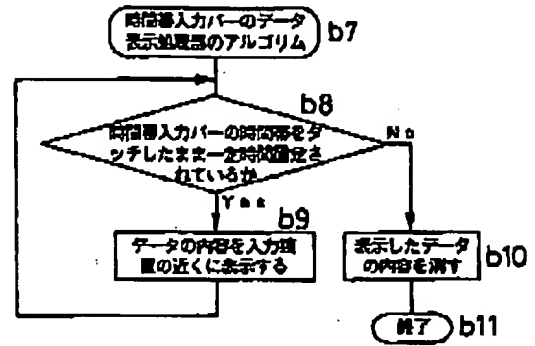 時間帯入力バーのデータ
表示処理部のアルゴリズム
b7
b8
時間帯入力バーの時間帯をタ
ッチしたまま一定時間固定さ
れているか
No
Yes
b9
データの内容を入力装
置の近くに表示する
表示したデータ
の内容を消す
b10
終了
b11